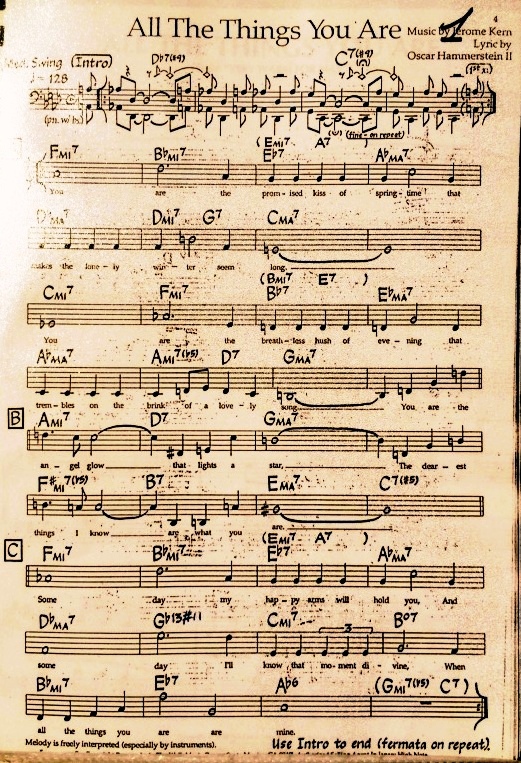 4
All The Things You Are
Music by Jerome Kern
Lyric by
Oscar Hammerstein II
Med. Swing (Intro) D♭7(#9) C7(#9) (1st x)
♩= 128
(pn. w/ bs)
(fine - on repeat)
(EMI7 A7 )
FMI7 B♭MI7 E♭7 A♭MA7
You are the prom - ised kiss of spring - time that
D♭MA7 DMI7 G7 CMA7
makes the lone - ly win - ter seem long.
(BMI7 E7 )
CMI7 FMI7 B♭7 E♭MA7
You are the breath - less hush of eve - ning that
A♭MA7 AMI7(♭5) D7 GMA7
trem - bles on the brink of a love - ly song. You are the
B AMI7 D7 GMA7
an - gel glow that lights a star, The dear - est
F#MI7(♭5) B7 EMA7 C7(#5)
things I know are what you are.
(EMI7 A7 )
C FMI7 B♭MI7 E♭7 A♭MA7
Some day my hap - py arms will hold you, And
D♭MA7 G♭13#11 CMI7 B°7
3
some day I'll know that mo - ment di - vine, When
B♭MI7 E♭7 A♭6 (GMI7(♭5) C7)
all the things you are are mine.
Melody is freely interpreted (especially by instruments). Use Intro to end (fermata on repeat).